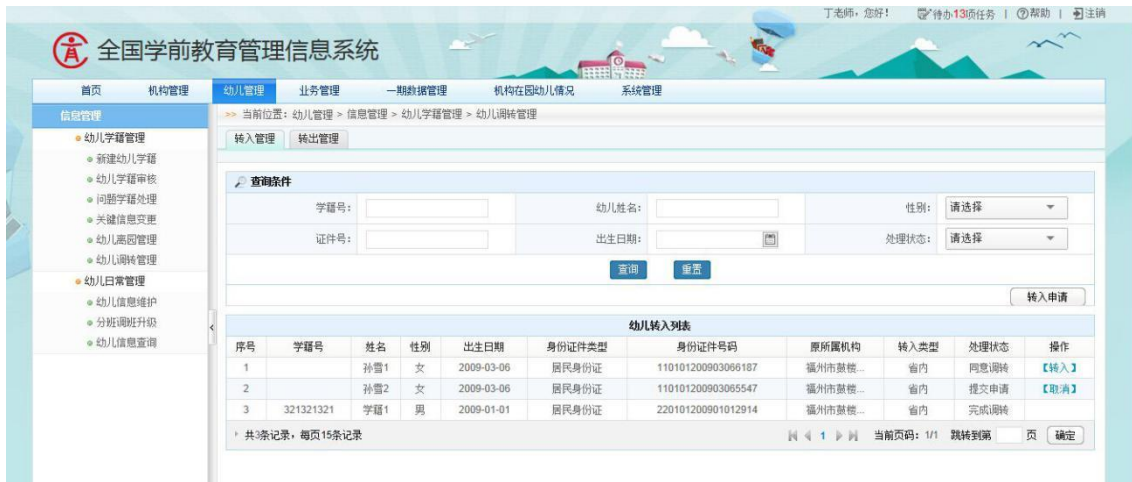 丁老师，您好！ 待办13项任务 | 帮助 | 注销
全国学前教育管理信息系统
首页 机构管理 幼儿管理 业务管理 一期数据管理 机构在园幼儿情况 系统管理
信息管理
幼儿学籍管理
新建幼儿学籍
幼儿学籍审核
问题学籍处理
关键信息变更
幼儿离园管理
幼儿调转管理
幼儿日常管理
幼儿信息维护
分班调班升级
幼儿信息查询
>> 当前位置：幼儿管理 > 信息管理 > 幼儿学籍管理 > 幼儿调转管理
转入管理 转出管理
查询条件
学籍号： 幼儿姓名： 性别： 请选择
证件号： 出生日期： 处理状态： 请选择
查询 重置
转入申请
幼儿转入列表
序号 学籍号 姓名 性别 出生日期 身份证件类型 身份证件号码 原所属机构 转入类型 处理状态 操作
1 孙雪1 女 2009-03-06 居民身份证 110101200903066187 福州市鼓楼... 省内 同意调转 【转入】
2 孙雪2 女 2009-03-06 居民身份证 110101200903065547 福州市鼓楼... 省内 提交申请 【取消】
3 321321321 学籍1 男 2009-01-01 居民身份证 220101200901012914 福州市鼓楼... 省内 完成调转
共3条记录，每页15条记录 1 当前页码：1/1 跳转到第 页 确定